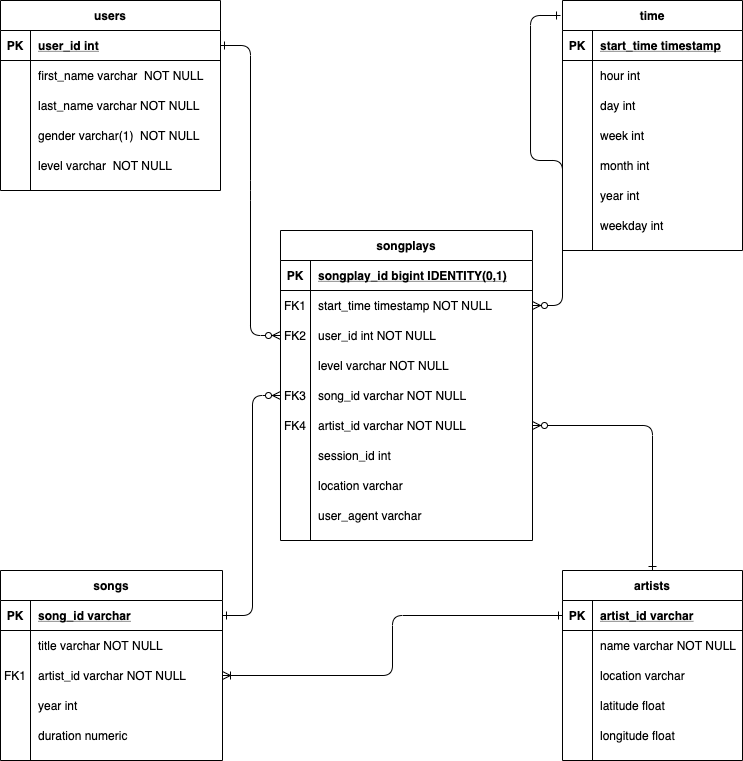 users
PK user_id int
first_name varchar  NOT NULL
last_name varchar NOT NULL
gender varchar(1)  NOT NULL
level varchar  NOT NULL
time
PK start_time timestamp
hour int
day int
week int
month int
year int
weekday int
songplays
PK songplay_id bigint IDENTITY(0,1)
FK1 start_time timestamp NOT NULL
FK2 user_id int NOT NULL
level varchar NOT NULL
FK3 song_id varchar NOT NULL
FK4 artist_id varchar NOT NULL
session_id int
location varchar
user_agent varchar
songs
PK song_id varchar
title varchar NOT NULL
FK1 artist_id varchar NOT NULL
year int
duration numeric
artists
PK artist_id varchar
name varchar NOT NULL
location varchar
latitude float
longitude float